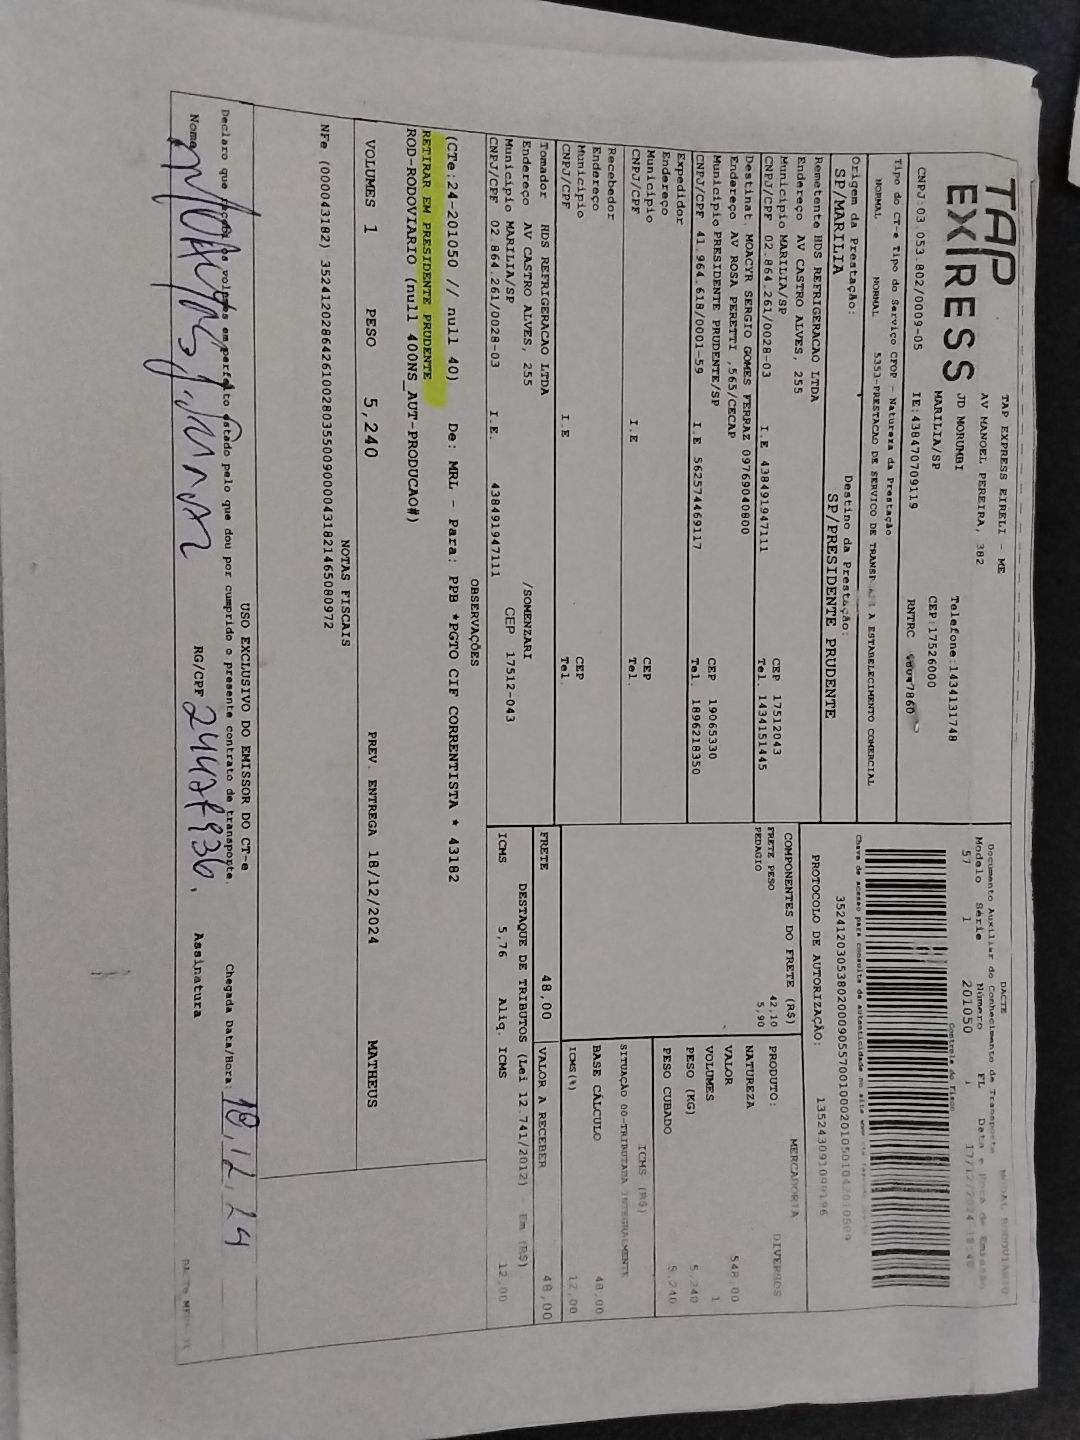 TAP EXPRESS
TAP EXPRESS EIRELI - ME
AV MANOEL PEREIRA, 382
JD MORUMBI
MARILIA/SP
Telefone:1434131748
CEP:17526000
CNPJ:03.053.802/0009-05 IE:438470709119 RNTRC
Tipo do CT-e Tipo do Serviço CFOP - Natureza da Prestação
NORMAL NORMAL 5353-PRESTACAO DE SERVICO DE TRANSP A ESTABELECIMENTO COMERCIAL
Origem da Prestação: Destino da Prestação:
SP/MARILIA SP/PRESIDENTE PRUDENTE
Remetente HDS REFRIGERACAO LTDA
Endereço AV CASTRO ALVES, 255
Município MARILIA/SP CEP 17512043
CNPJ/CPF 02.864.261/0028-03 I.E 438491947111 Tel. 1434151445
Destinat. MOACYR SERGIO GOMES FERRAZ 09769040800
Endereço AV ROSA PERETTI ,565/CECAP
Município PRESIDENTE PRUDENTE/SP CEP 19065330
CNPJ/CPF 41.964.618/0001-59 I.E 562574469117 Tel. 1896218350
Expedidor
Endereço
Município CEP
CNPJ/CPF I.E Tel.
Recebedor
Endereço
Município CEP
CNPJ/CPF I.E Tel.
Tomador HDS REFRIGERACAO LTDA
Endereço AV CASTRO ALVES, 255 /SOMENZARI
Município MARILIA/SP CEP 17512-043
CNPJ/CPF 02.864.261/0028-03 I.E. 438491947111
DACTE
Documento Auxiliar do Conhecimento de Transporte MODAL RODOVIARIO
Modelo Série Número FL Data e Hora de Emissão
57 1 201050 1 17/12/2024
Controle do Fisco
Chave de acesso para consulta de autenticidade no site
PROTOCOLO DE AUTORIZAÇÃO:
COMPONENTES DO FRETE (R$)
FRETE PESO 42,10
PEDAGIO 5,90
MERCADORIA
PRODUTO: DIVERSOS
NATUREZA
VALOR 548,00
VOLUMES 1
PESO (KG) 5,240
PESO CUBADO 5,240
ICMS (R$)
SITUAÇÃO 00-TRIBUTADA INTEGRALMENTE
BASE CÁLCULO 48,00
ICMS(%) 12,00
FRETE 48,00 VALOR A RECEBER 48,00
DESTAQUE DE TRIBUTOS (Lei 12.741/2012) - Em (R$)
ICMS 5,76 Aliq. ICMS 12,00
OBSERVAÇÕES
(CTe:24-201050 // null 40) De: MRL - Para: PPB *PGTO CIF CORRENTISTA * 43182
RETIRAR EM PRESIDENTE PRUDENTE
ROD-RODOVIARIO (null 400NS_AUT-PRODUCAO#)
VOLUMES 1 PESO 5,240 PREV. ENTREGA 18/12/2024 MATHEUS
NOTAS FISCAIS
NFe (000043182) 35241202864261002803550090000431821465080972
USO EXCLUSIVO DO EMISSOR DO CT-e
Declaro que recebi os volumes em perfeito estado pelo que dou por cumprido o presente contrato de transporte. Chegada Data/Hora: 18,12,24
Nome RG/CPF Assinatura